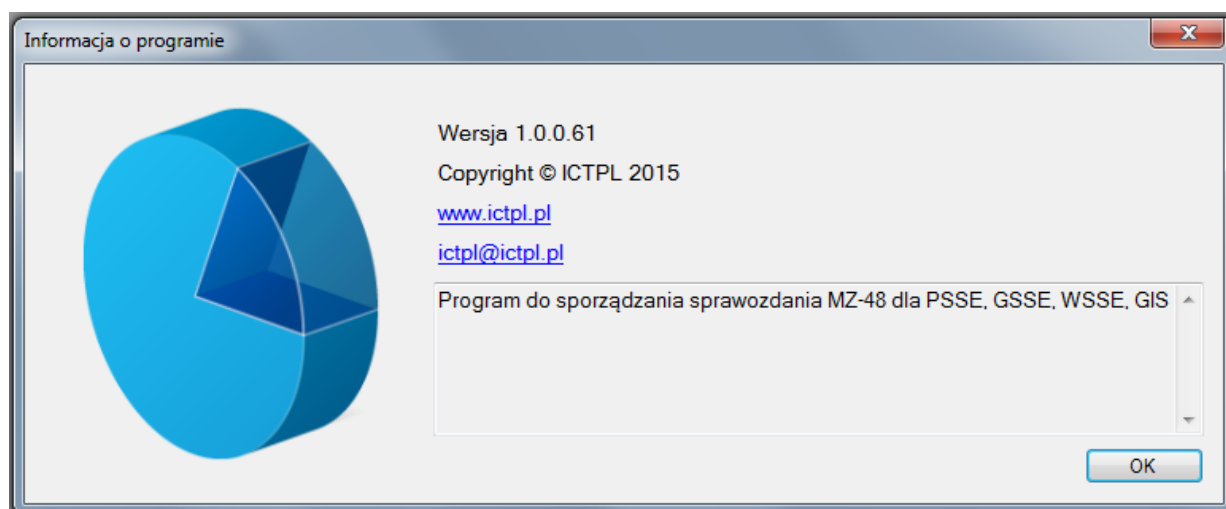 Informacja o programie
Wersja 1.0.0.61
Copyright © ICTPL 2015
www.ictpl.pl
ictpl@ictpl.pl
Program do sporządzania sprawozdania MZ-48 dla PSSE, GSSE, WSSE, GIS
OK